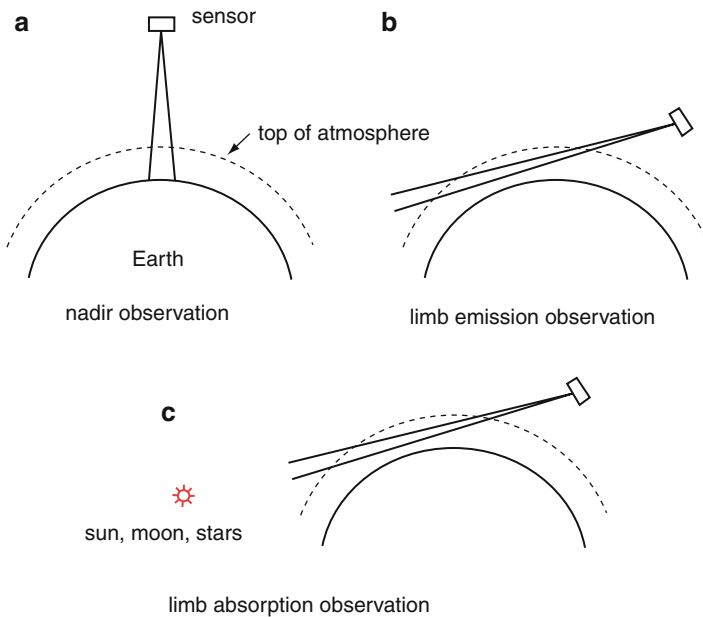 a
sensor
top of atmosphere
Earth
nadir observation
b
limb emission observation
c
sun, moon, stars
limb absorption observation